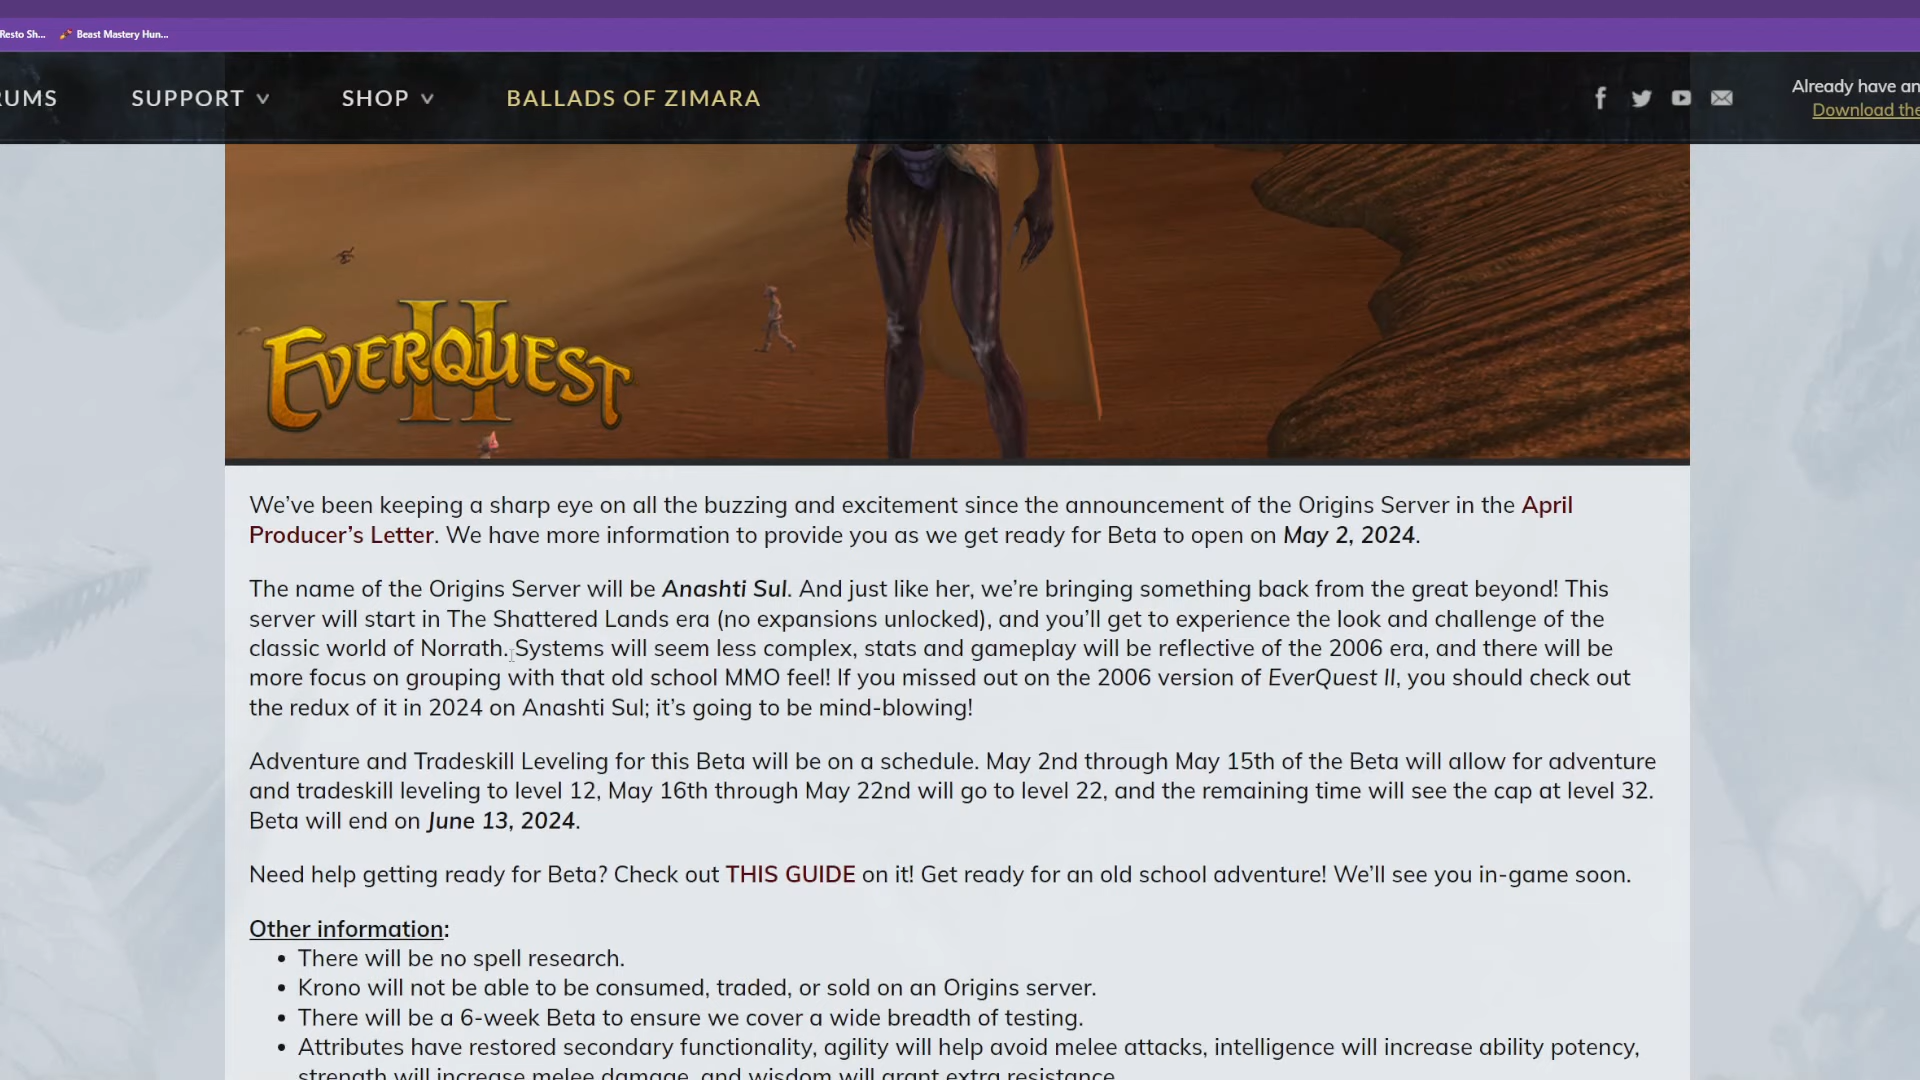 Resto Sh... Beast Mastery Hun...
RUMS SUPPORT SHOP BALLADS OF ZIMARA
Already have an
Download the
EVERQUEST II
We've been keeping a sharp eye on all the buzzing and excitement since the announcement of the Origins Server in the April
Producer's Letter. We have more information to provide you as we get ready for Beta to open on May 2, 2024.
The name of the Origins Server will be Anashti Sul. And just like her, we're bringing something back from the great beyond! This
server will start in The Shattered Lands era (no expansions unlocked), and you'll get to experience the look and challenge of the
classic world of Norrath. Systems will seem less complex, stats and gameplay will be reflective of the 2006 era, and there will be
more focus on grouping with that old school MMO feel! If you missed out on the 2006 version of EverQuest II, you should check out
the redux of it in 2024 on Anashti Sul; it's going to be mind-blowing!
Adventure and Tradeskill Leveling for this Beta will be on a schedule. May 2nd through May 15th of the Beta will allow for adventure
and tradeskill leveling to level 12, May 16th through May 22nd will go to level 22, and the remaining time will see the cap at level 32.
Beta will end on June 13, 2024.
Need help getting ready for Beta? Check out THIS GUIDE on it! Get ready for an old school adventure! We'll see you in-game soon.
Other information:
• There will be no spell research.
• Krono will not be able to be consumed, traded, or sold on an Origins server.
• There will be a 6-week Beta to ensure we cover a wide breadth of testing.
• Attributes have restored secondary functionality, agility will help avoid melee attacks, intelligence will increase ability potency,
strength will increase melee damage, and wisdom will grant extra resistance.